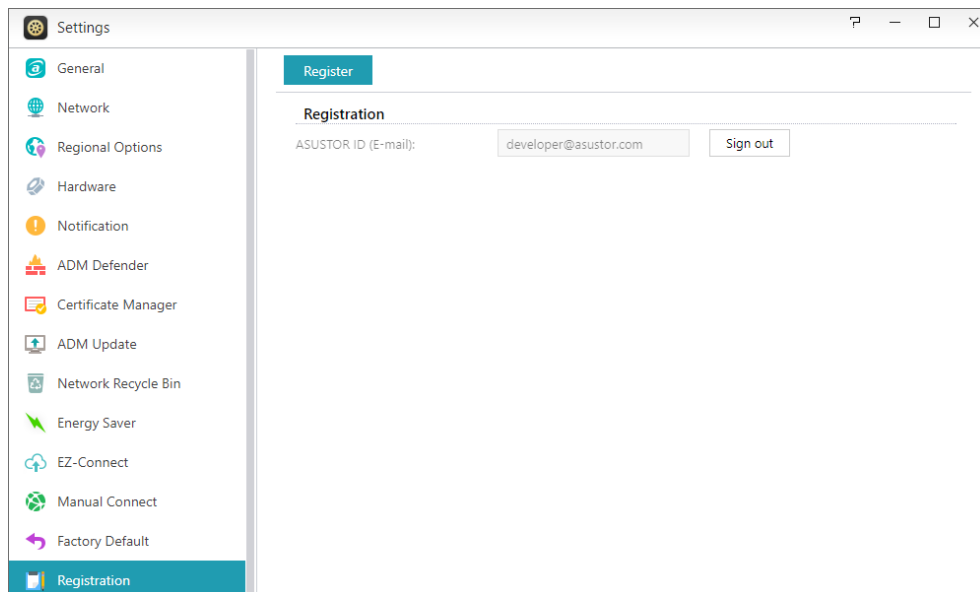 Settings
General
Network
Regional Options
Hardware
Notification
ADM Defender
Certificate Manager
ADM Update
Network Recycle Bin
Energy Saver
EZ-Connect
Manual Connect
Factory Default
Registration
Register
Registration
ASUSTOR ID (E-mail): developer@asustor.com Sign out